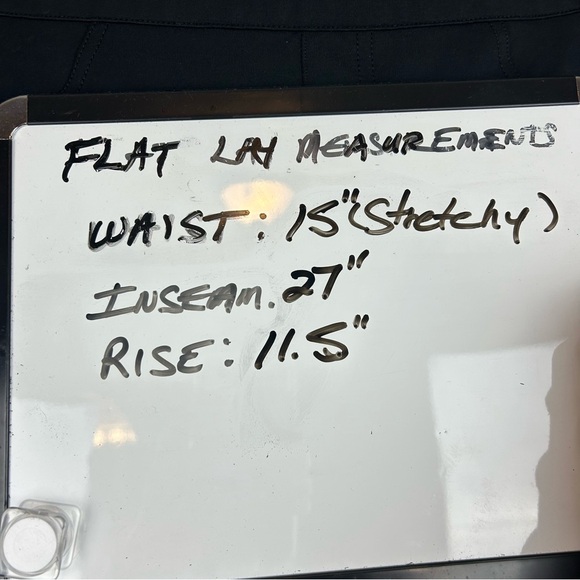 FLAT LAY MEASUREMENTS
WAIST: 15" (Stretchy)
INSEAM. 27"
RISE: 11.5"